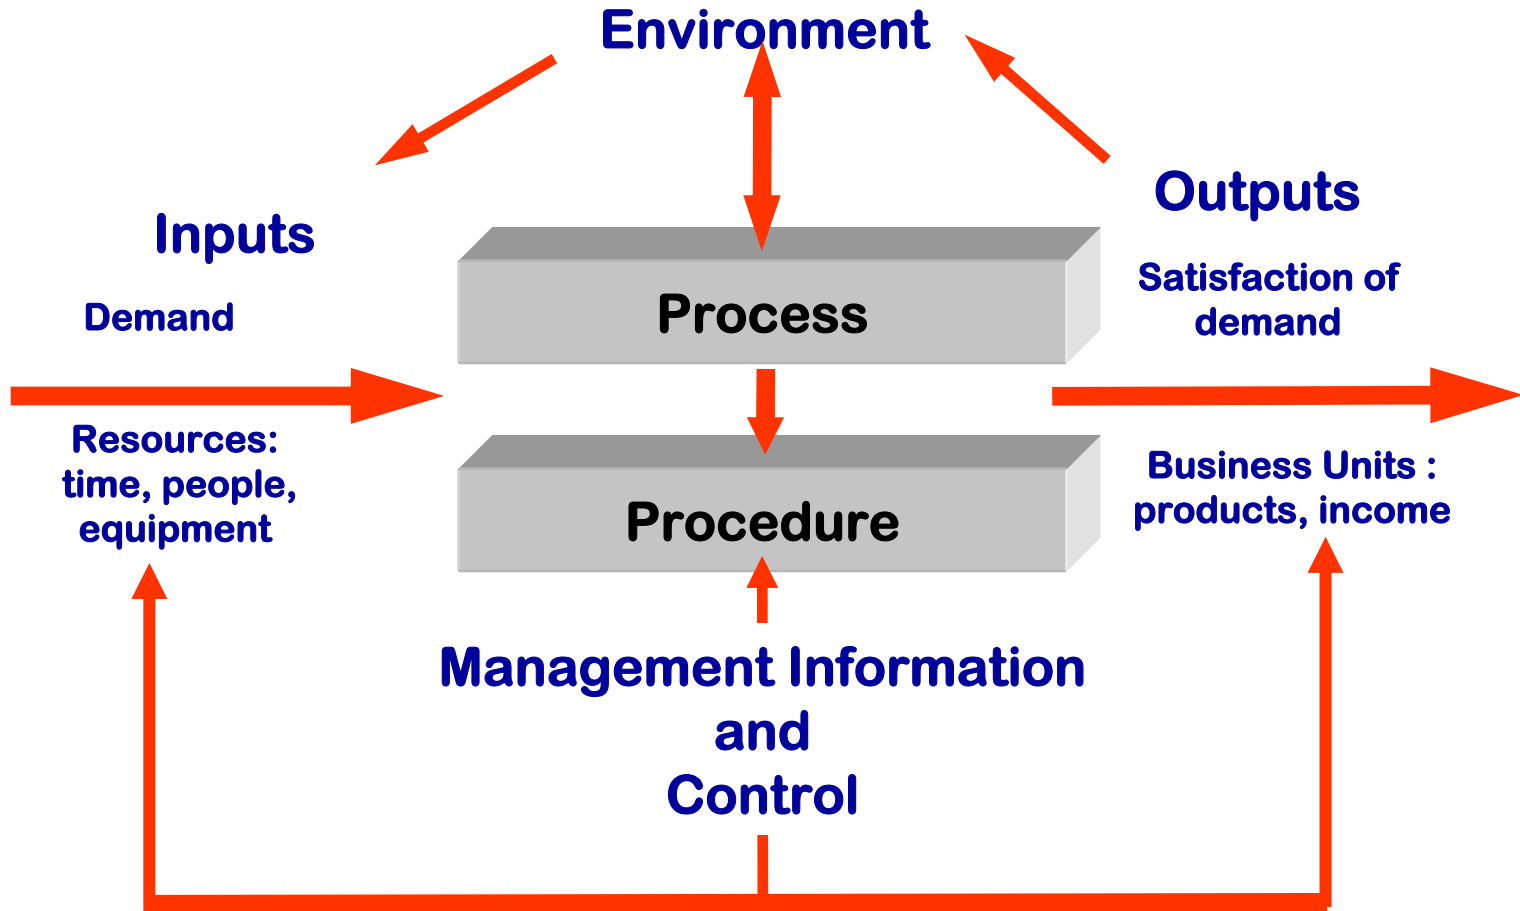 Environment
Inputs
Demand
Resources:
time, people,
equipment
Process
Procedure
Outputs
Satisfaction of
demand
Business Units :
products, income
Management Information
and
Control